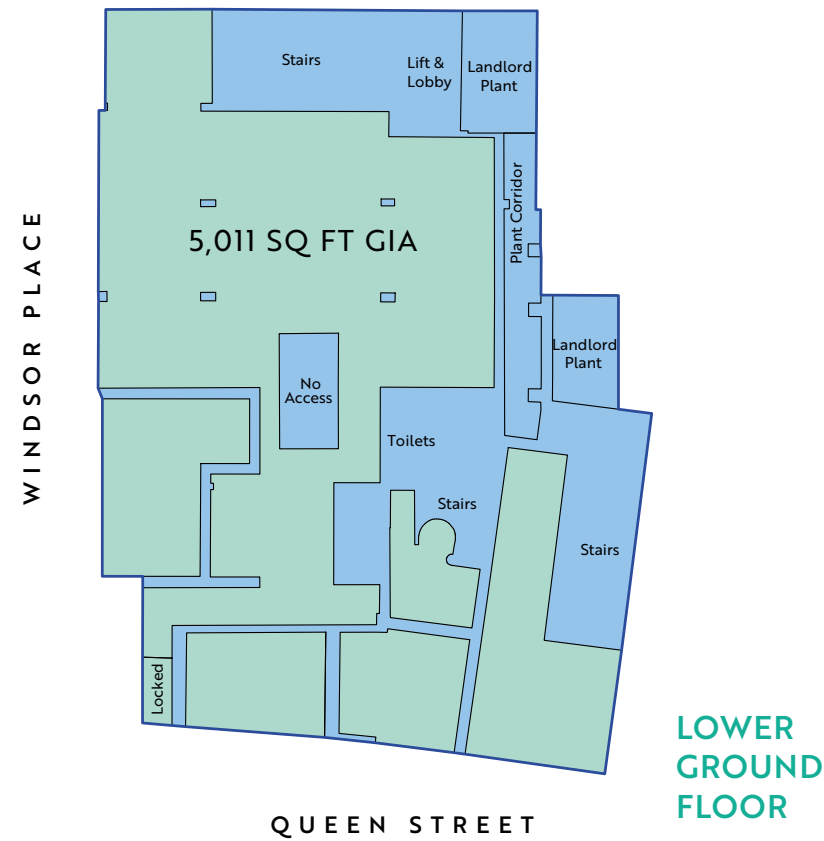 Stairs
Lift &
Lobby
Landlord
Plant
Plant Corridor
WINDSOR PLACE
5,011 SQ FT GIA
Landlord
Plant
No
Access
Toilets
Stairs
Stairs
Locked
LOWER
GROUND
FLOOR
QUEEN STREET